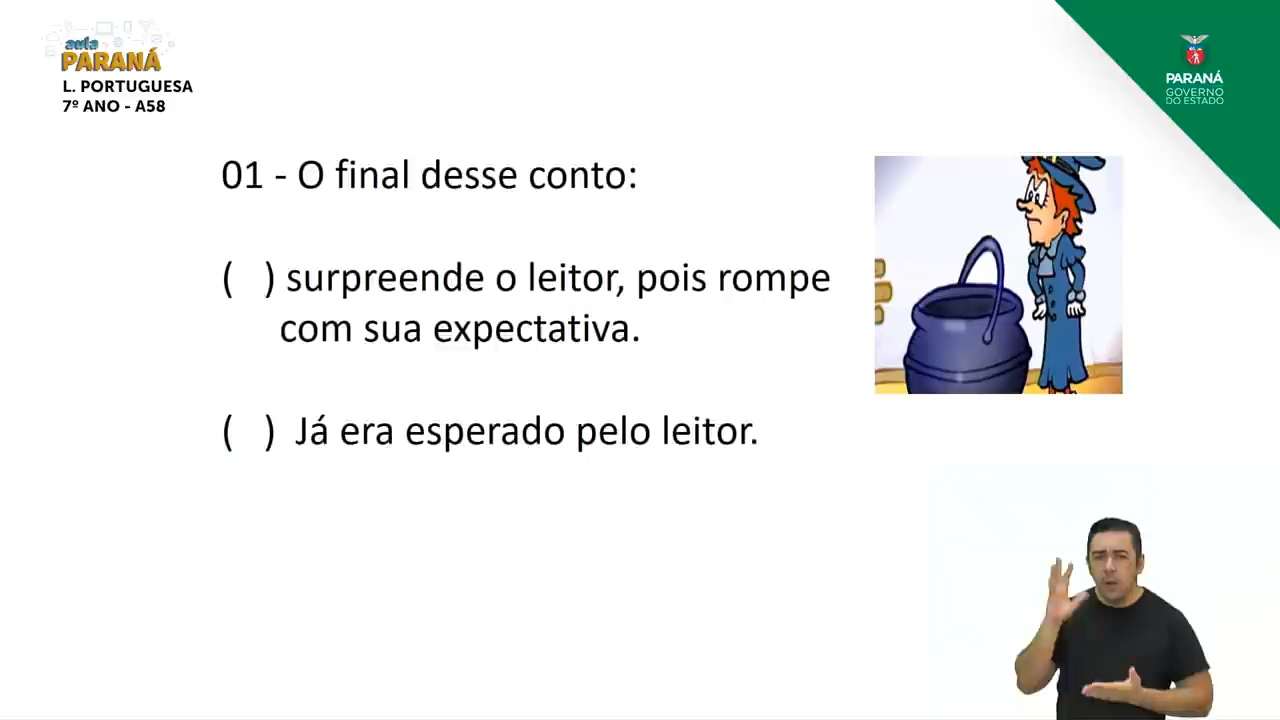 aula
PARANÁ
L. PORTUGUESA
7º ANO - A58
PARANÁ
GOVERNO
DO ESTADO
01 - O final desse conto:
( ) surpreende o leitor, pois rompe
com sua expectativa.
( ) Já era esperado pelo leitor.